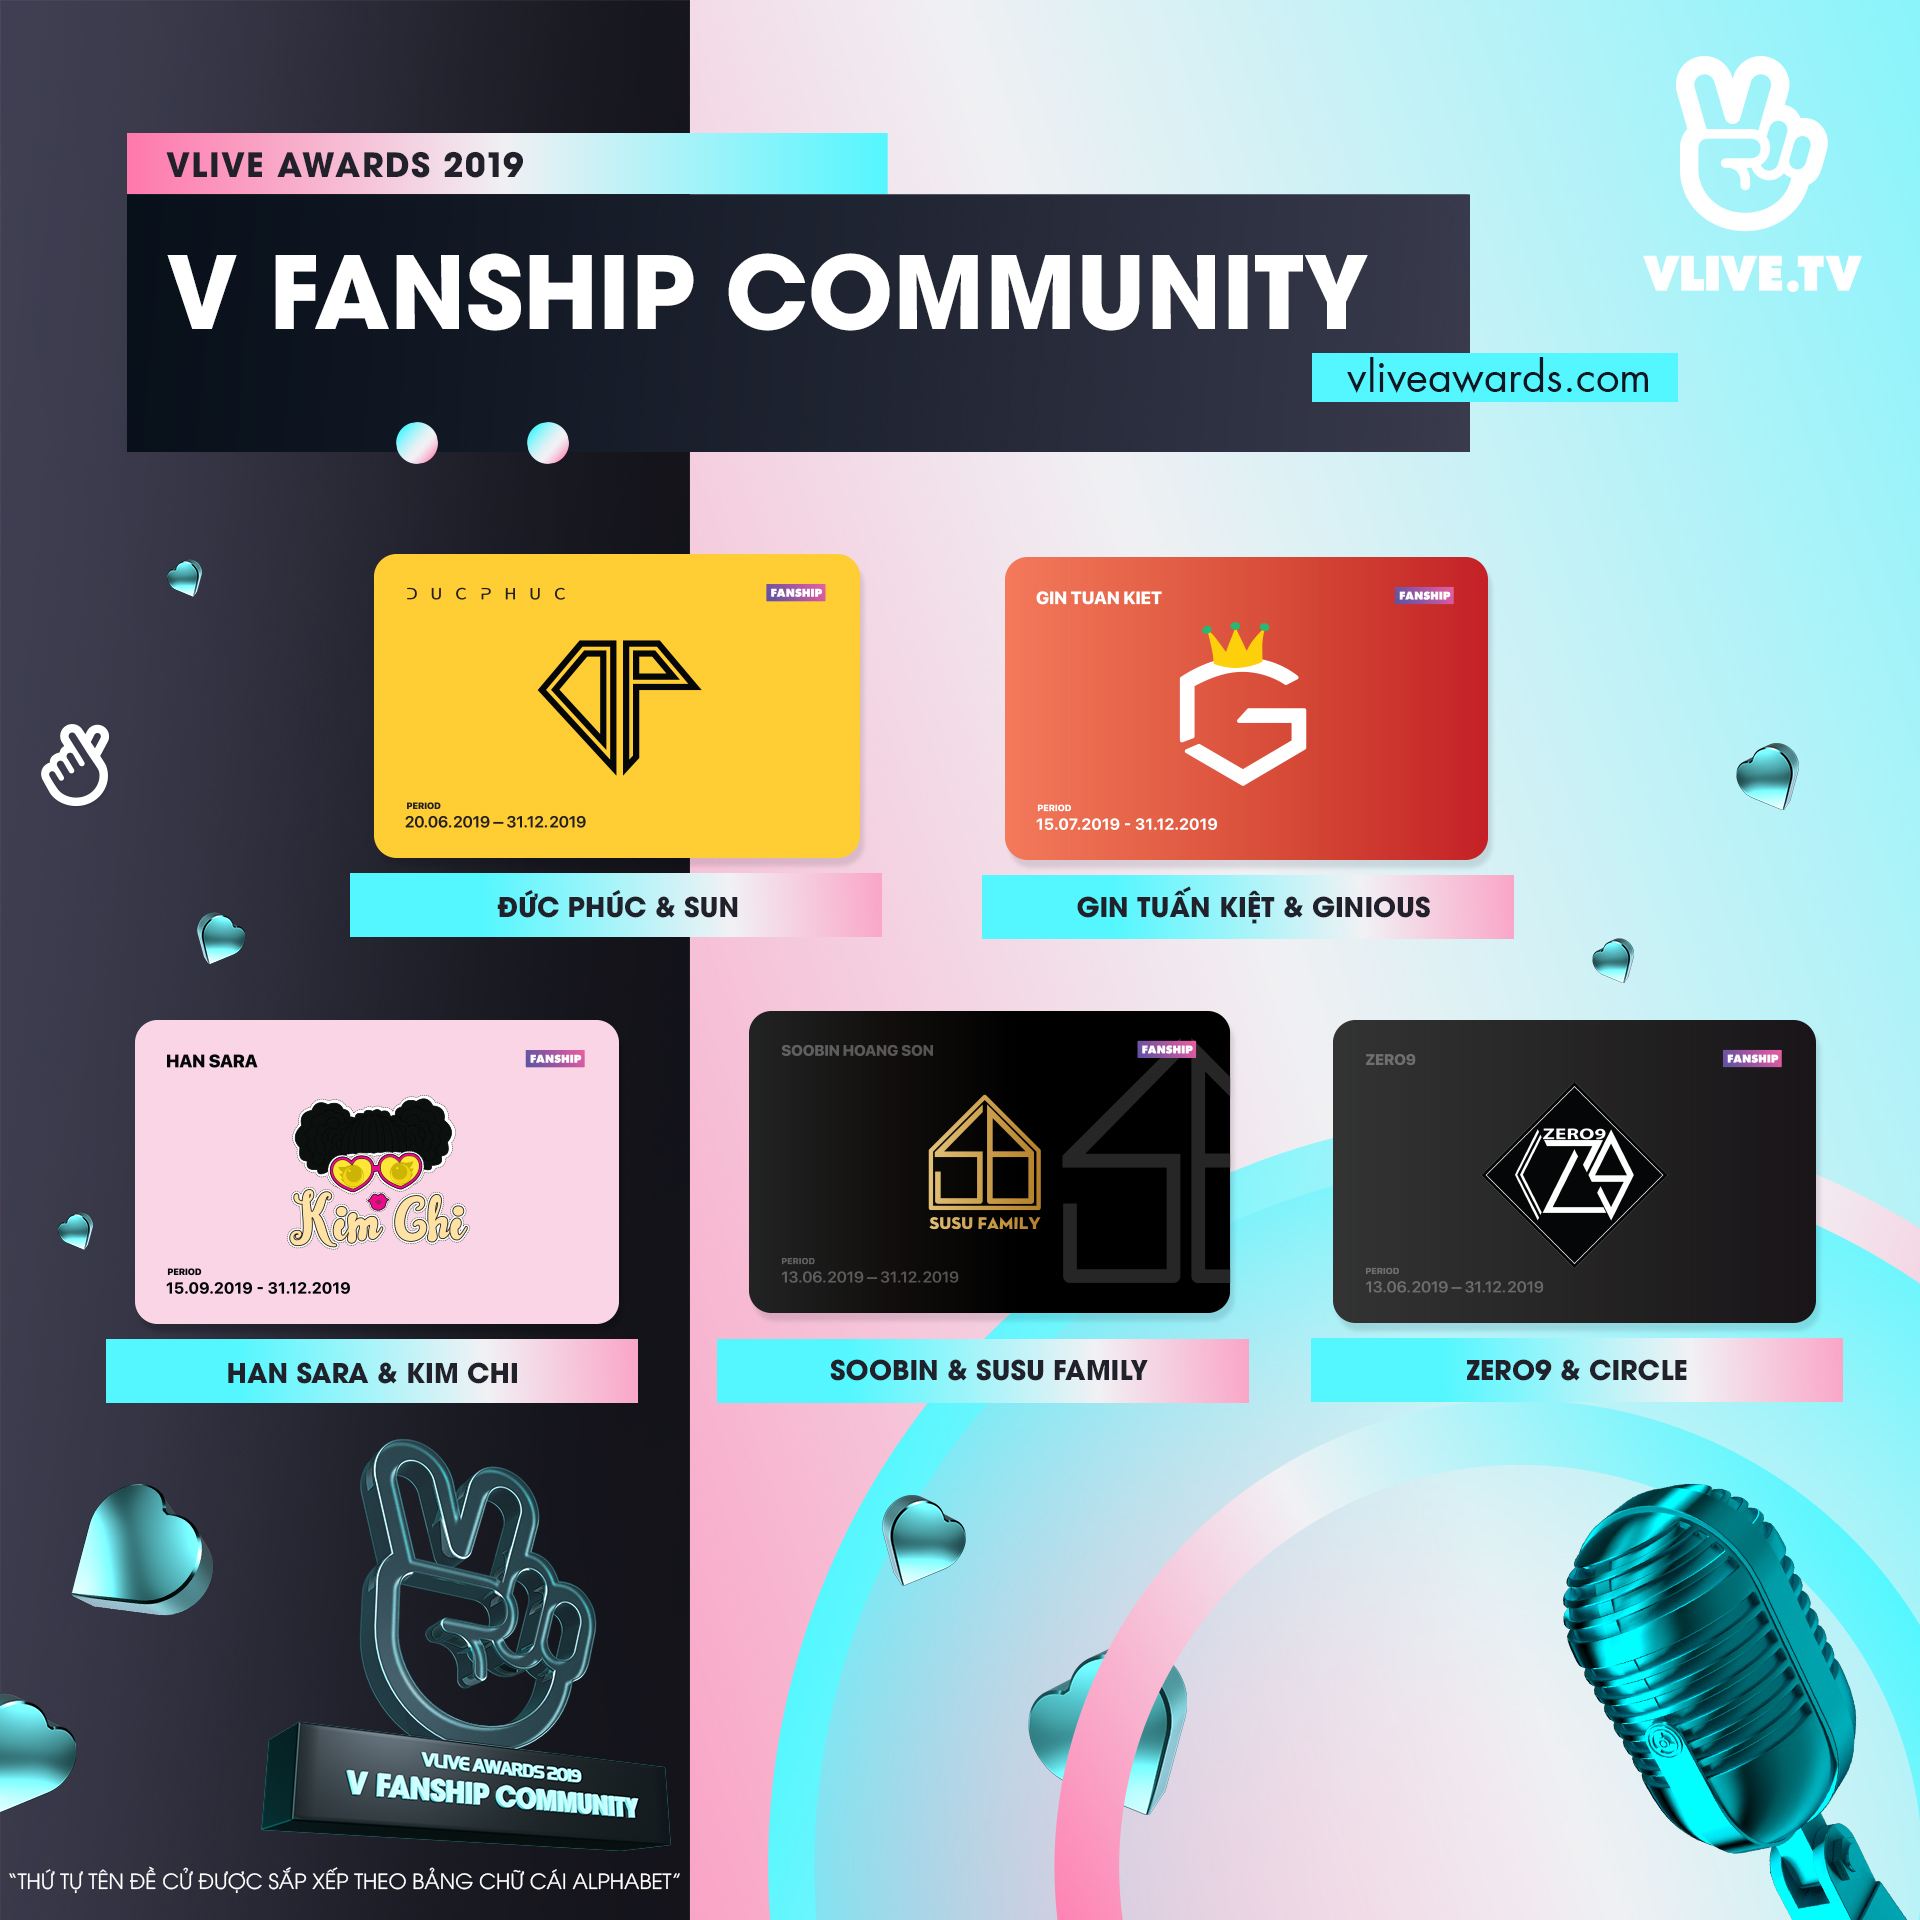 VLIVE AWARDS 2019
V FANSHIP COMMUNITY
VLIVE.TV
vliveawards.com
DUCPHUC
FANSHIP
PERIOD
20.06.2019 – 31.12.2019
ĐỨC PHÚC & SUN
GIN TUAN KIET
FANSHIP
G
PERIOD
15.07.2019 - 31.12.2019
GIN TUẤN KIỆT & GINIOUS
HAN SARA
FANSHIP
Kim Chi
PERIOD
15.09.2019 - 31.12.2019
HAN SARA & KIM CHI
SOOBIN HOANG SON
FANSHIP
SUSU FAMILY
PERIOD
13.06.2019 – 31.12.2019
SOOBIN & SUSU FAMILY
ZERO9
FANSHIP
ZERO9
Z9
PERIOD
13.06.2019 – 31.12.2019
ZERO9 & CIRCLE
VLIVE AWARDS 2019
V FANSHIP COMMUNITY
“THỨ TỰ TÊN ĐỀ CỬ ĐƯỢC SẮP XẾP THEO BẢNG CHỮ CÁI ALPHABET”